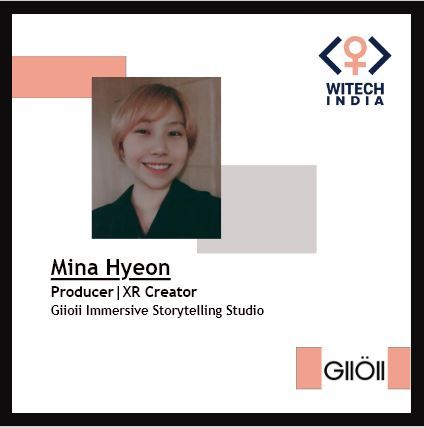 WITECH
INDIA
Mina Hyeon
Producer|XR Creator
Giioii Immersive Storytelling Studio
GIIÖII